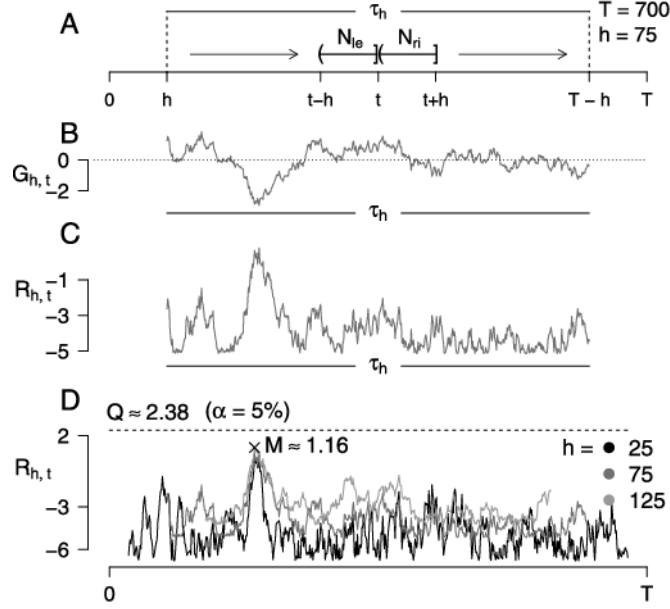 A
τh
T = 700
h = 75
Nle Nri
0 h t−h t t+h T − h T
B
0
−2
Gh, t
τh
C
−1
−3
−5
Rh, t
τh
D
Q ≈ 2.38 (α = 5%)
2
−3
−6
Rh, t
M ≈ 1.16
h = 25
75
125
0 T